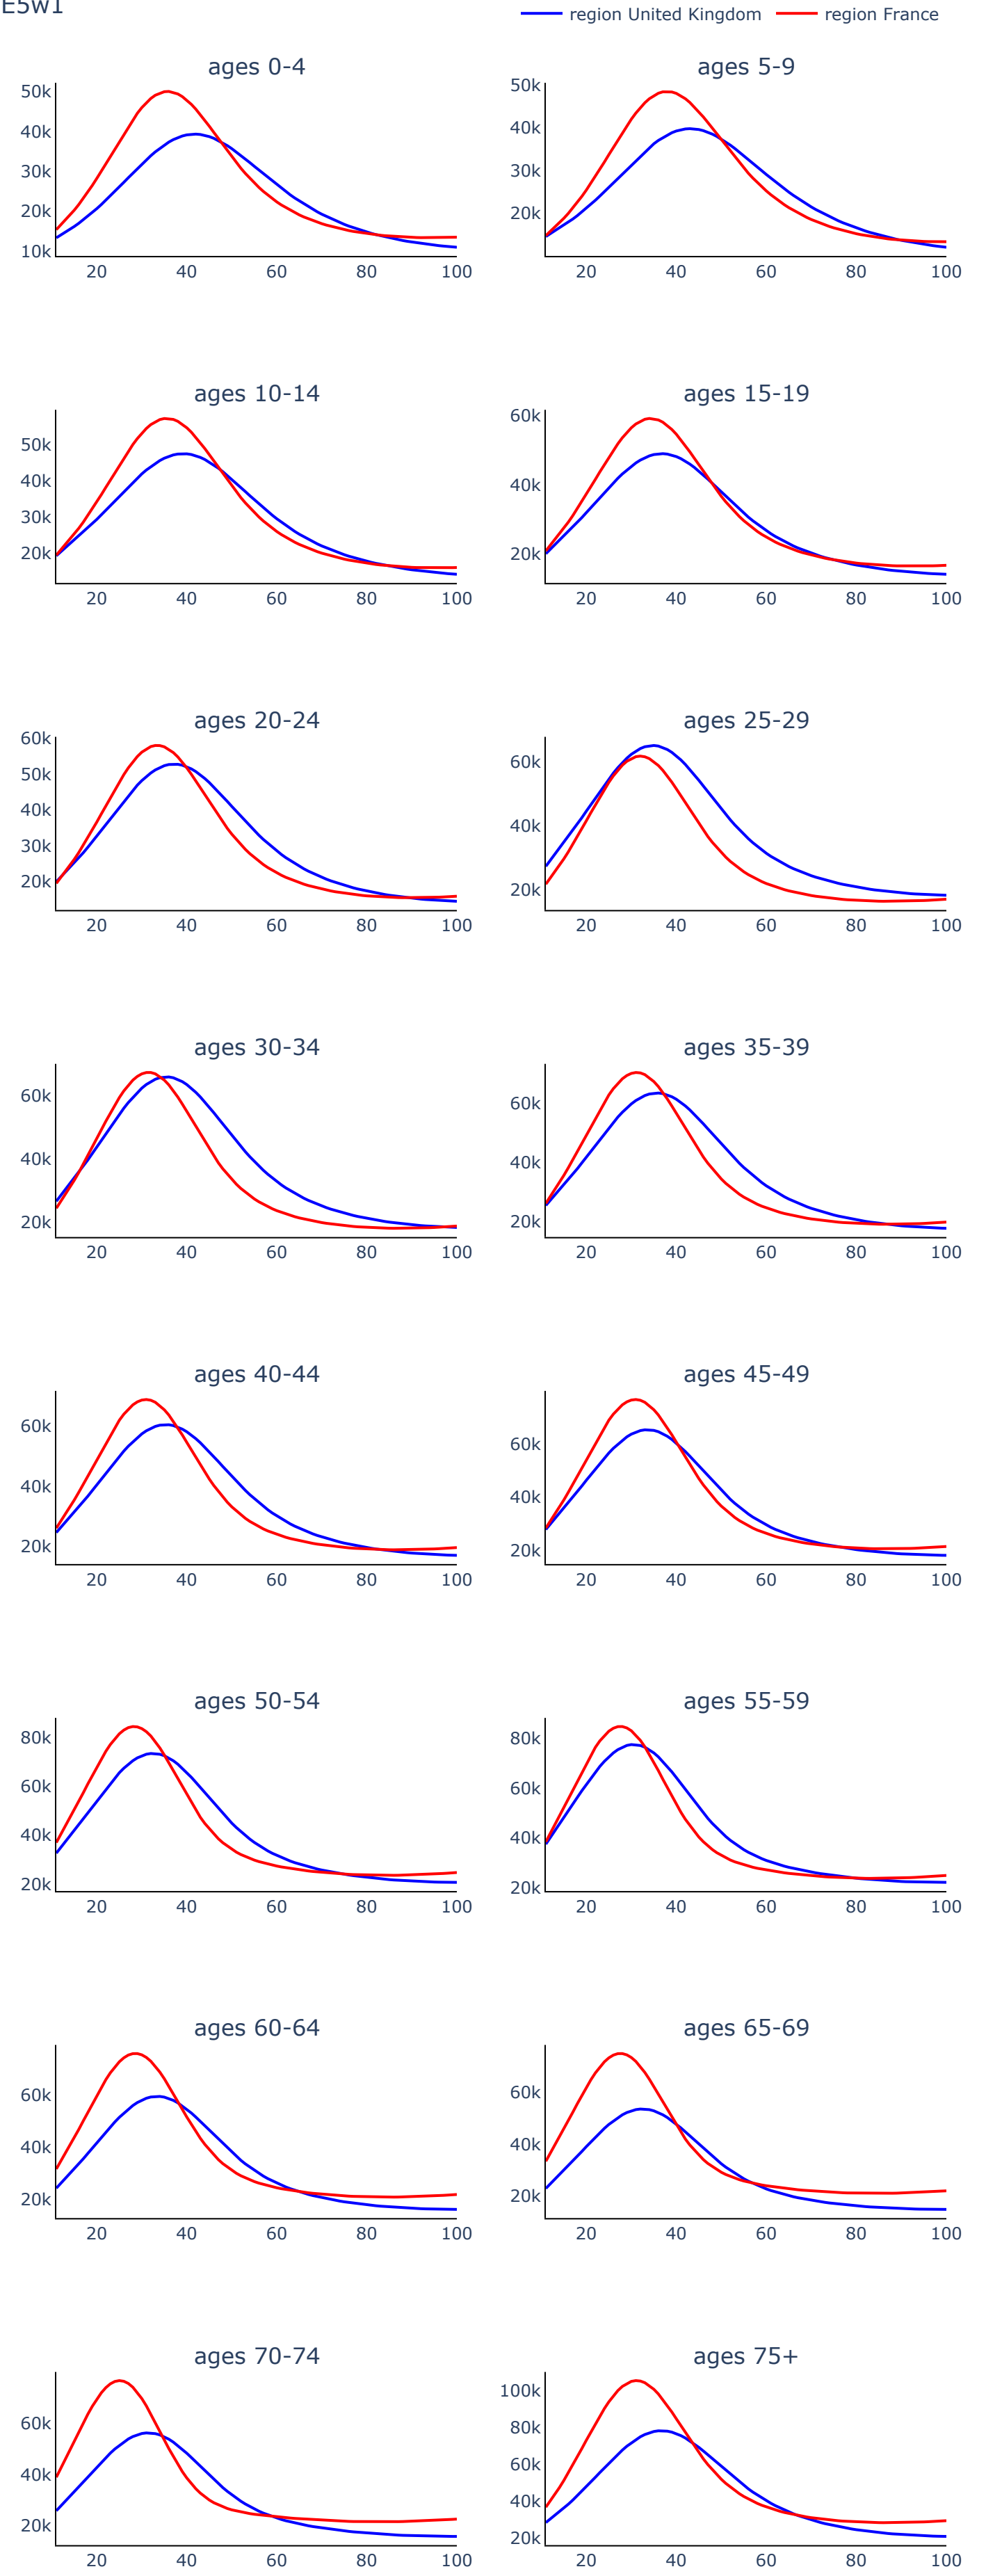 E5w1
region United Kingdom region France
ages 0-4 ages 5-9
50k
40k
30k
20k
10k
20 40 60 80 100
50k
40k
30k
20k
20 40 60 80 100
ages 10-14 ages 15-19
50k
40k
30k
20k
20 40 60 80 100
60k
40k
20k
20 40 60 80 100
ages 20-24 ages 25-29
60k
50k
40k
30k
20k
20 40 60 80 100
60k
40k
20k
20 40 60 80 100
ages 30-34 ages 35-39
60k
40k
20k
20 40 60 80 100
60k
40k
20k
20 40 60 80 100
ages 40-44 ages 45-49
60k
40k
20k
20 40 60 80 100
60k
40k
20k
20 40 60 80 100
ages 50-54 ages 55-59
80k
60k
40k
20k
20 40 60 80 100
80k
60k
40k
20k
20 40 60 80 100
ages 60-64 ages 65-69
60k
40k
20k
20 40 60 80 100
60k
40k
20k
20 40 60 80 100
ages 70-74 ages 75+
60k
40k
20k
20 40 60 80 100
100k
80k
60k
40k
20k
20 40 60 80 100